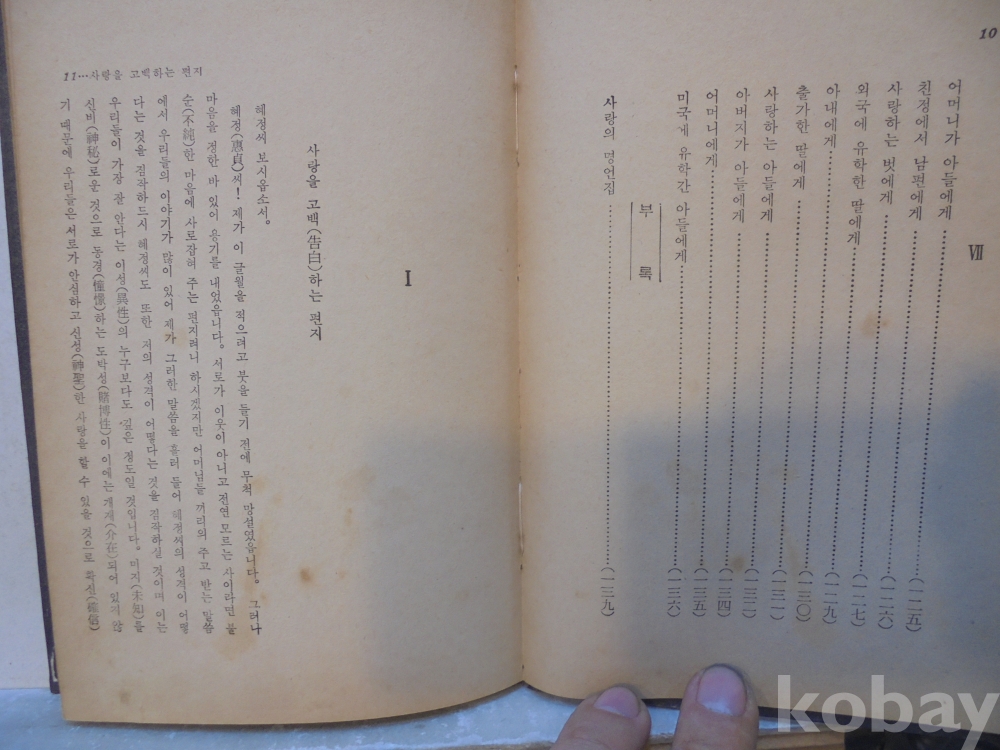 10
Ⅶ
어머니가 아들에게……(一二五)
친정에서 남편에게……(一二六)
사랑하는 벗에게……(一二七)
외국에 유학한 딸에게……(一二九)
아내에게……(一三〇)
출가한 딸에게……(一三一)
사랑하는 아들에게……(一三二)
아버지가 아들에게……(一三四)
어머니에게……(一三五)
미국에 유학간 아들에게……(一三六)
부록
사랑의 명언집……(一三九)
11…사랑을 고백하는 편지
Ⅰ
사랑을 고백(告白)하는 편지
혜정씨 보시옵소서.
혜정(惠貞)씨! 제가 이 글월을 적으려고 붓을 들기 전에 무척 망설였읍니다. 그러나
마음을 정한 바 있어 용기를 내었읍니다. 서로가 이웃이 아니고 전연 모르는 사이라면 불
순(不純)한 마음에 사로잡혀 주는 편지려니 하시겠지만 어머님들 끼리의 주고 받는 말씀
에서 우리들의 이야기가 많이 있어 제가 그러한 말씀을 흘러 들어 혜정씨의 성격이 어떻
다는 것을 짐작하드시 혜정씨도 또한 저의 성격이 어떻다는 것을 짐작하실 것이며 이는
우리들이 가장 잘 안다는 이성(異性)의 누구보다도 깊은 정도일 것입니다. 미지(未知)를
신비(神秘)로운 것으로 동경(憧憬)하는 도박성(賭博性)이 이에는 개재(介在)되어 있지 않
기 때문에 우리들은 서로가 안심하고 신성(神聖)한 사랑을 할 수 있을 것으로 확신(確信)
kobay